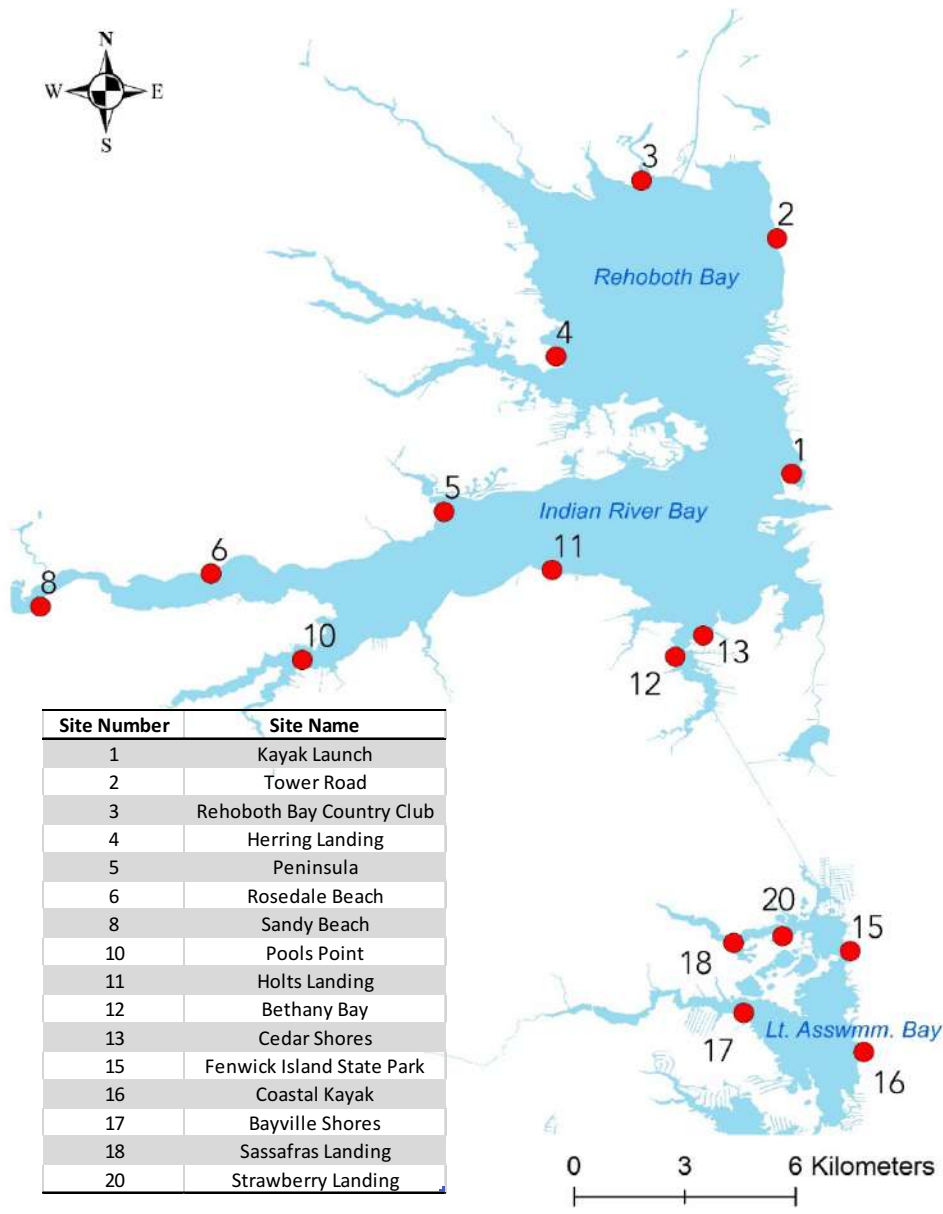 N
W E
S
3
2
Rehoboth Bay
4
1
5
Indian River Bay
11
6
8
10
13
12
Site Number Site Name
1 Kayak Launch
2 Tower Road
3 Rehoboth Bay Country Club
4 Herring Landing
5 Peninsula
6 Rosedale Beach
8 Sandy Beach
10 Pools Point
11 Holts Landing
12 Bethany Bay
13 Cedar Shores
15 Fenwick Island State Park
16 Coastal Kayak
17 Bayville Shores
18 Sassafras Landing
20 Strawberry Landing
20
15
18
Lt. Asswmm. Bay
17
16
0 3 6 Kilometers